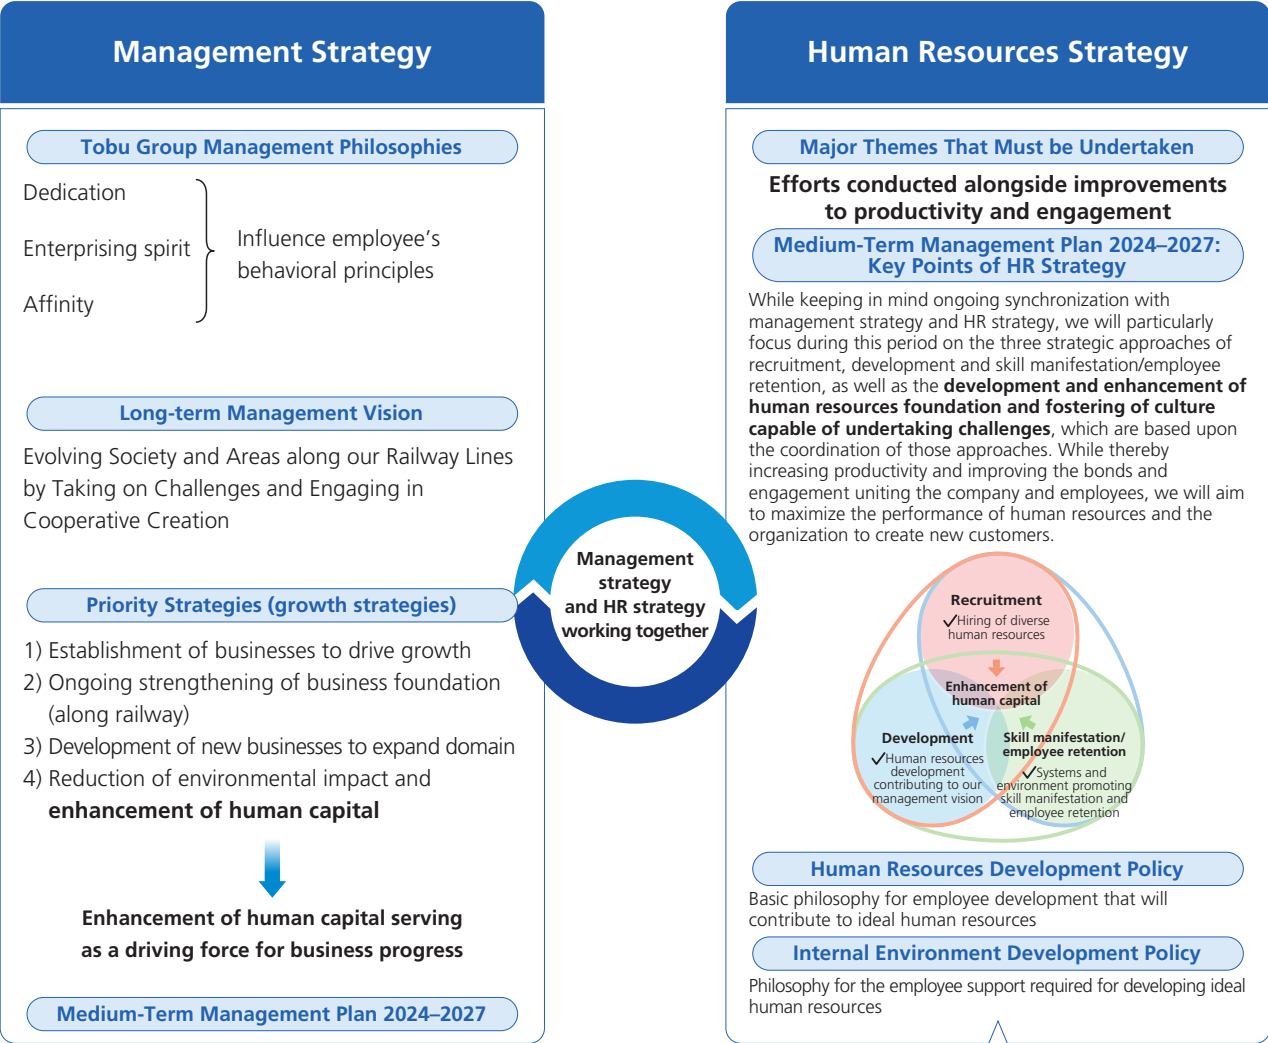 Management Strategy
Tobu Group Management Philosophies
Dedication
Enterprising spirit
Affinity
Influence employee's
behavioral principles
Long-term Management Vision
Evolving Society and Areas along our Railway Lines
by Taking on Challenges and Engaging in
Cooperative Creation
Priority Strategies (growth strategies)
1) Establishment of businesses to drive growth
2) Ongoing strengthening of business foundation
(along railway)
3) Development of new businesses to expand domain
4) Reduction of environmental impact and
enhancement of human capital
Enhancement of human capital serving
as a driving force for business progress
Medium-Term Management Plan 2024–2027
Management
strategy
and HR strategy
working together
Human Resources Strategy
Major Themes That Must be Undertaken
Efforts conducted alongside improvements
to productivity and engagement
Medium-Term Management Plan 2024–2027:
Key Points of HR Strategy
While keeping in mind ongoing synchronization with
management strategy and HR strategy, we will particularly
focus during this period on the three strategic approaches of
recruitment, development and skill manifestation/employee
retention, as well as the development and enhancement of
human resources foundation and fostering of culture
capable of undertaking challenges, which are based upon
the coordination of those approaches. While thereby
increasing productivity and improving the bonds and
engagement uniting the company and employees, we will aim
to maximize the performance of human resources and the
organization to create new customers.
Recruitment
✓Hiring of diverse
human resources
Enhancement of
human capital
Development
✓Human resources
development
contributing to our
management vision
Skill manifestation/
employee retention
✓Systems and
environment promoting
skill manifestation and
employee retention
Human Resources Development Policy
Basic philosophy for employee development that will
contribute to ideal human resources
Internal Environment Development Policy
Philosophy for the employee support required for developing ideal
human resources